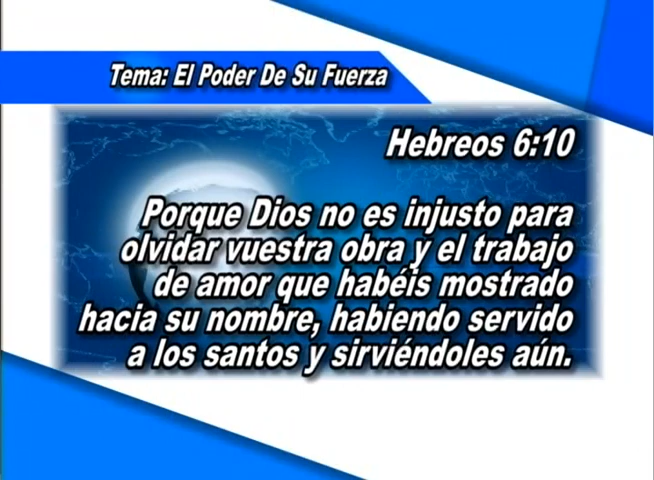 Tema: El Poder De Su Fuerza
Hebreos 6:10
Porque Dios no es injusto para
olvidar vuestra obra y el trabajo
de amor que habéis mostrado
hacia su nombre, habiendo servido
a los santos y sirviéndoles aún.